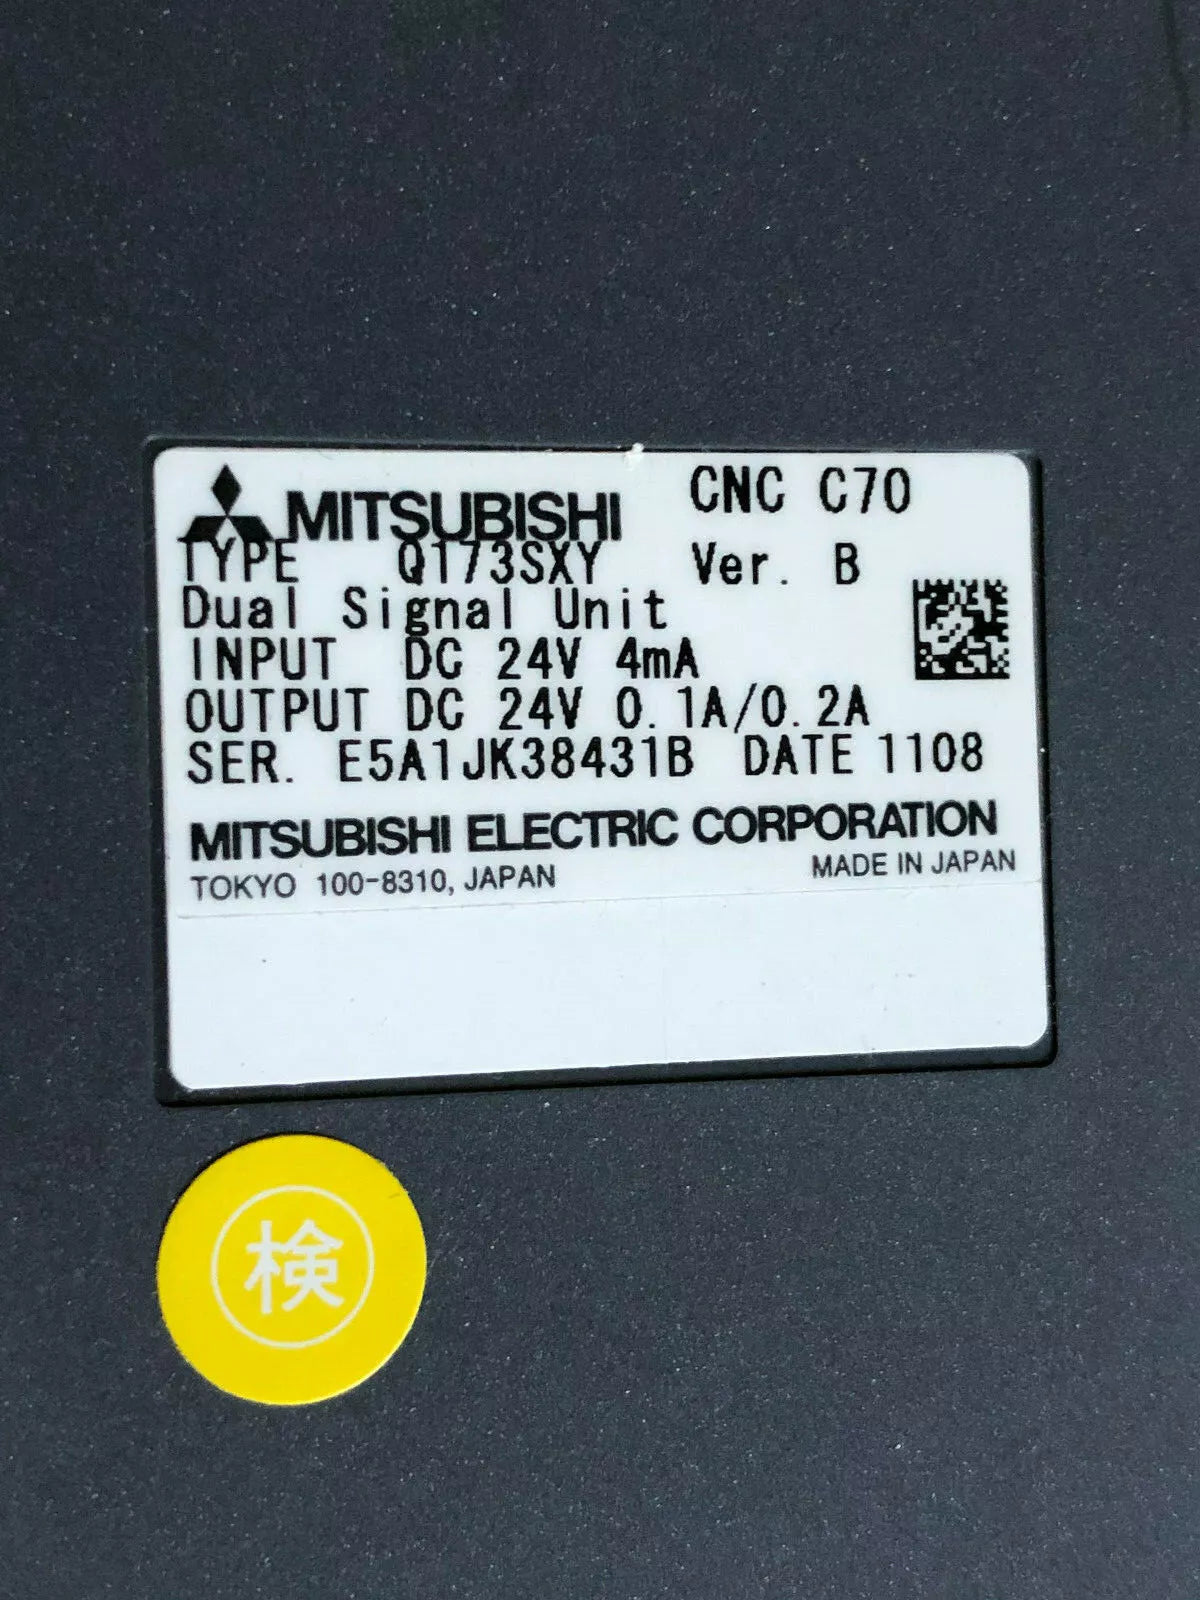 MITSUBISHI CNC C70
TYPE Q173SXY Ver. B
Dual Signal Unit
INPUT DC 24V 4mA
OUTPUT DC 24V 0.1A/0.2A
SER. E5A1JK38431B DATE 1108
MITSUBISHI ELECTRIC CORPORATION
TOKYO 100-8310, JAPAN MADE IN JAPAN
検